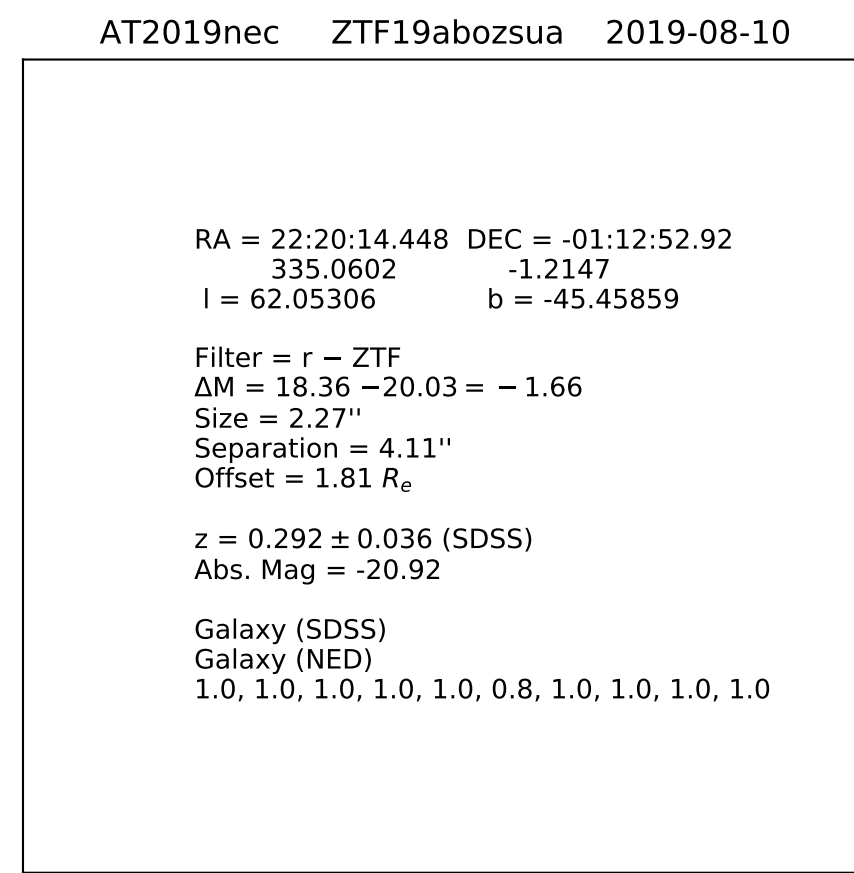 AT2019nec ZTF19abozsua 2019-08-10
RA = 22:20:14.448 DEC = -01:12:52.92
335.0602 -1.2147
l = 62.05306 b = -45.45859
Filter = r − ZTF
ΔM = 18.36 −20.03 = − 1.66
Size = 2.27''
Separation = 4.11''
Offset = 1.81 Re
z = 0.292 ± 0.036 (SDSS)
Abs. Mag = -20.92
Galaxy (SDSS)
Galaxy (NED)
1.0, 1.0, 1.0, 1.0, 1.0, 0.8, 1.0, 1.0, 1.0, 1.0